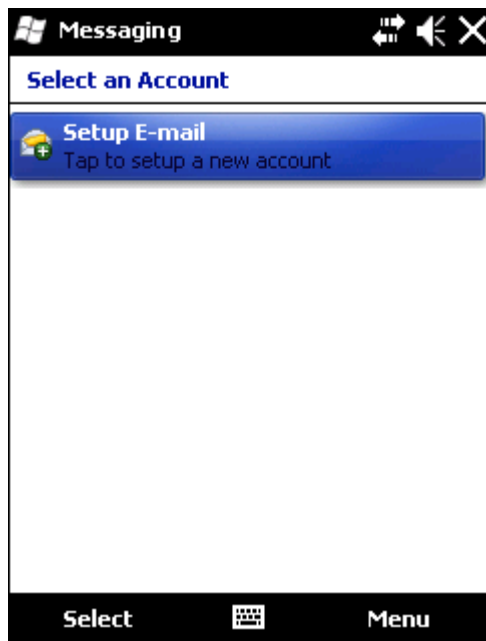 Messaging
Select an Account
Setup E-mail
Tap to setup a new account
Select
Menu